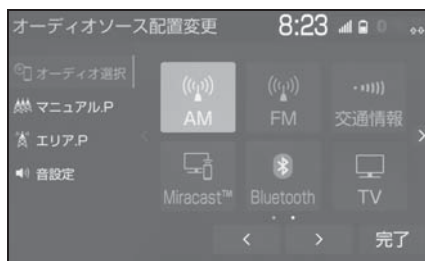 オーディオソース配置変更 8:23
オーディオ選択
マニュアル.P
エリア.P
音設定
AM FM 交通情報
Miracast™ Bluetooth TV
完了